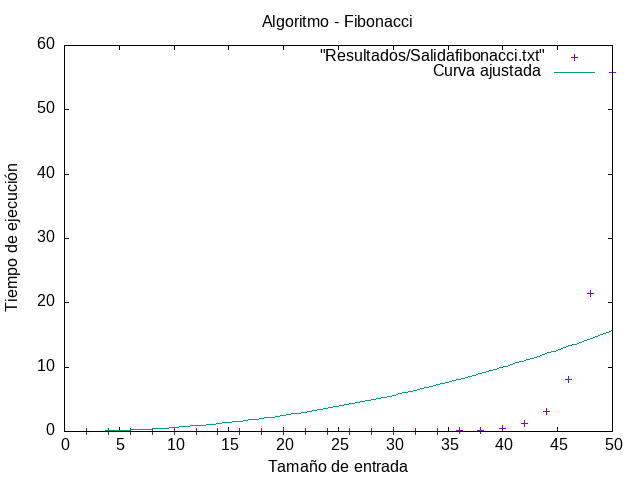 Algoritmo - Fibonacci
"Resultados/Salidafibonacci.txt"
Curva ajustada
60
50
40
30
20
10
0
Tiempo de ejecución
0 5 10 15 20 25 30 35 40 45 50
Tamaño de entrada